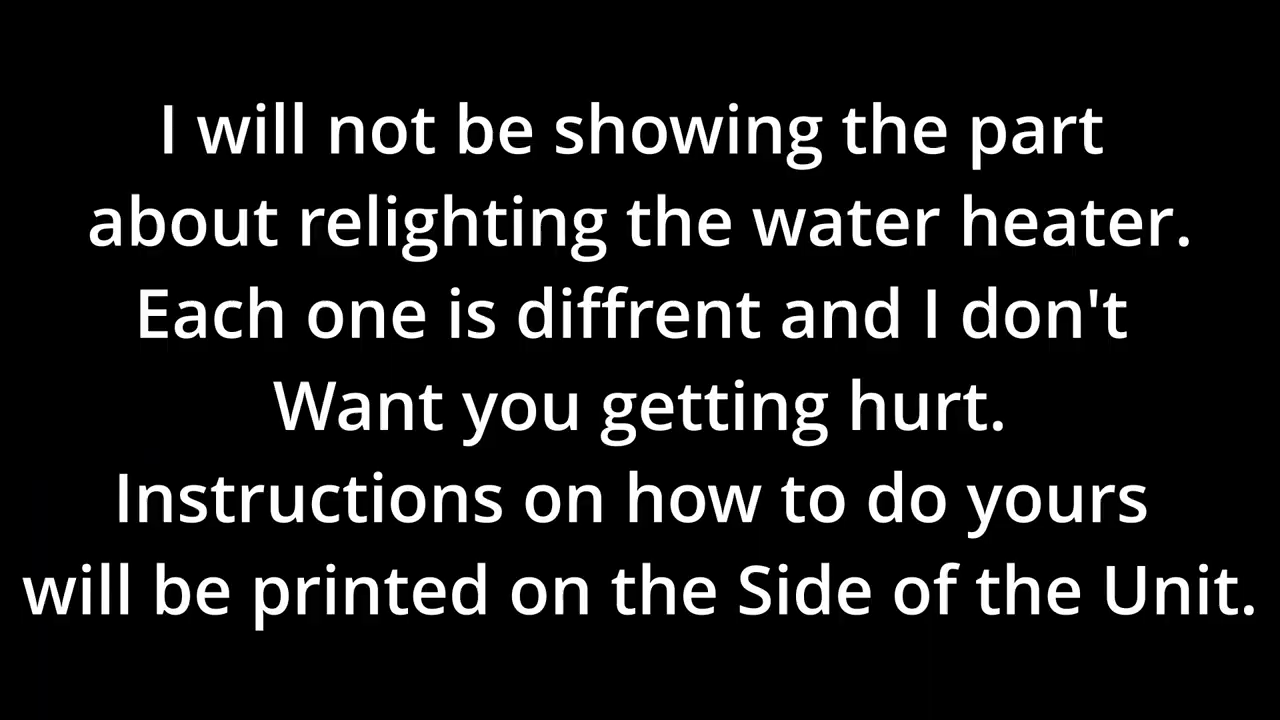 I will not be showing the part
about relighting the water heater.
Each one is diffrent and I don't
Want you getting hurt.
Instructions on how to do yours
will be printed on the Side of the Unit.